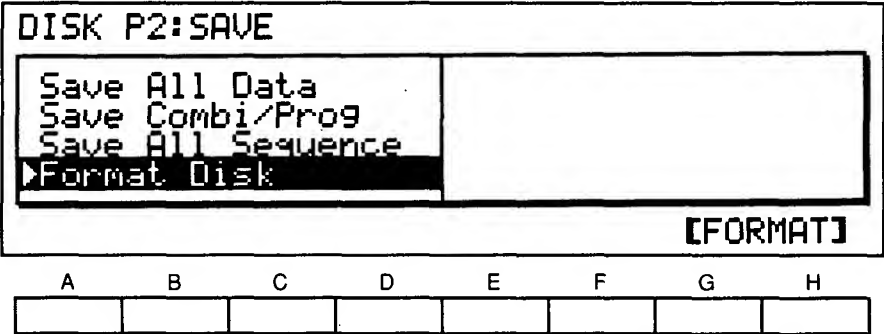 DISK P2:SAVE
Save All Data
Save Combi/Prog
Save All Sequence
▶Format Disk
[FORMAT]
A B C D E F G H